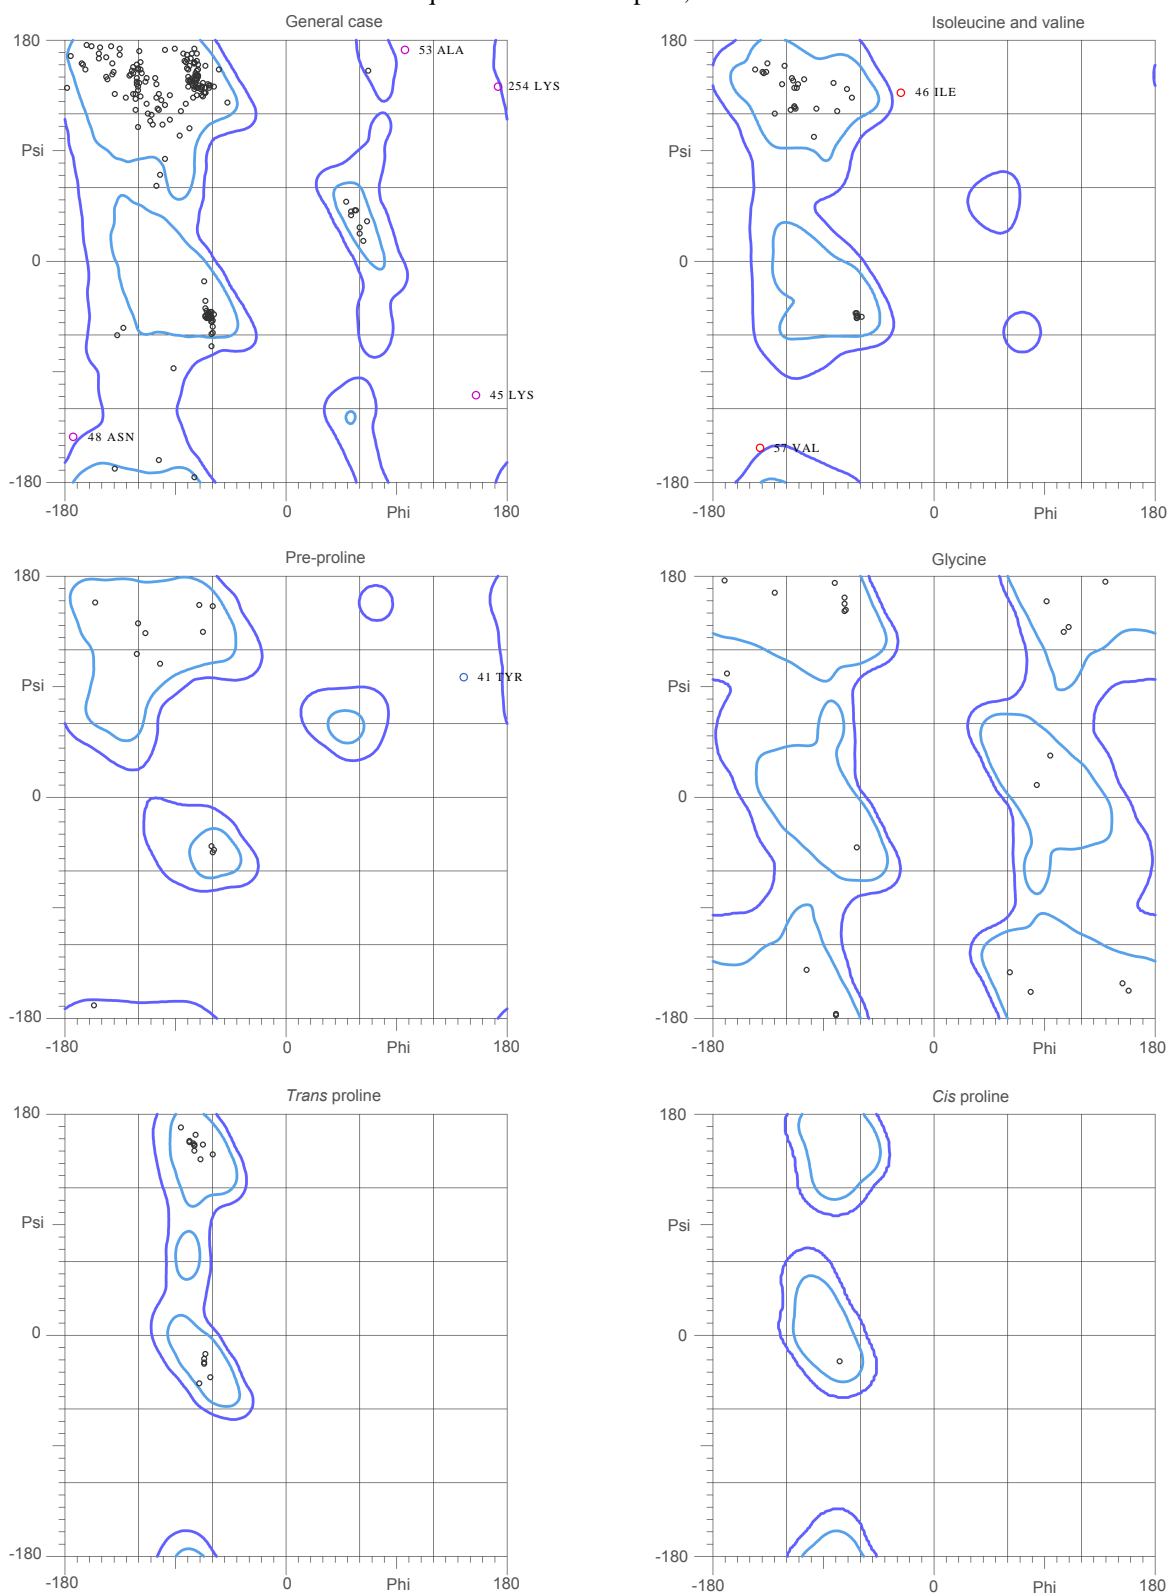 General case
Isoleucine and valine
180
53 ALA
254 LYS
Psi
0
45 LYS
48 ASN
-180
-180
0
Phi
180
180
46 ILE
Psi
0
57 VAL
-180
-180
0
Phi
180
Pre-proline
Glycine
180
Psi
41 TYR
0
-180
-180
0
Phi
180
180
Psi
0
-180
-180
0
Phi
180
Trans proline
Cis proline
180
Psi
0
-180
-180
0
Phi
180
180
Psi
0
-180
-180
0
Phi
180